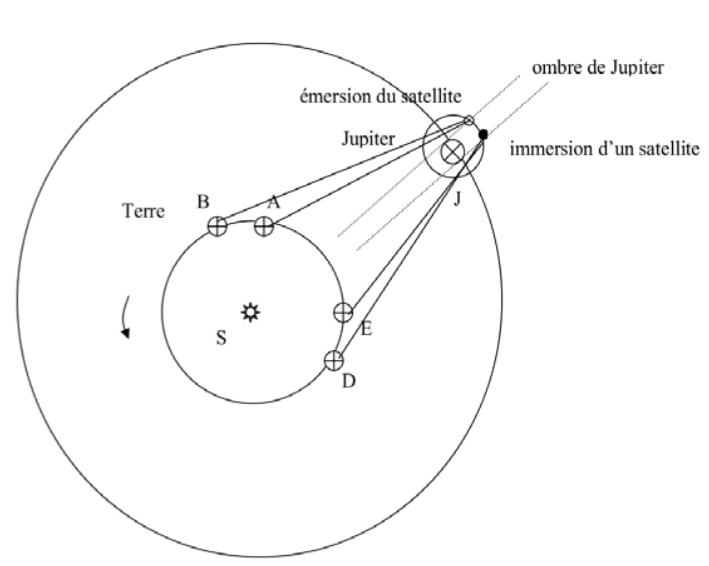 ombre de Jupiter
émersion du satellite
Jupiter
immersion d’un satellite
J
Terre
B
A
S
E
D